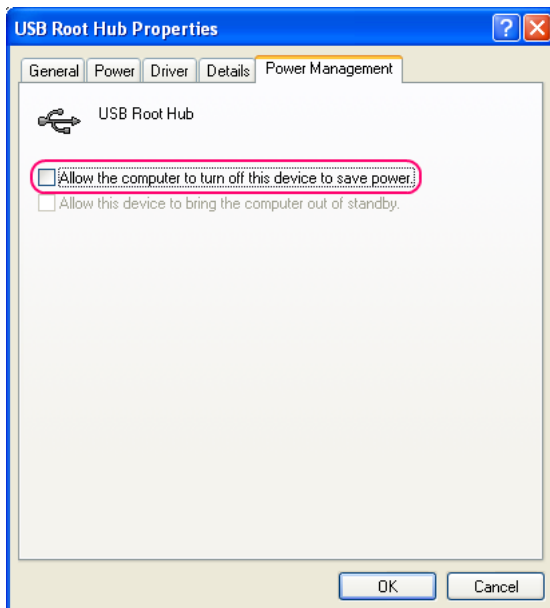 USB Root Hub Properties
General Power Driver Details Power Management
USB Root Hub
Allow the computer to turn off this device to save power.
Allow this device to bring the computer out of standby.
OK Cancel